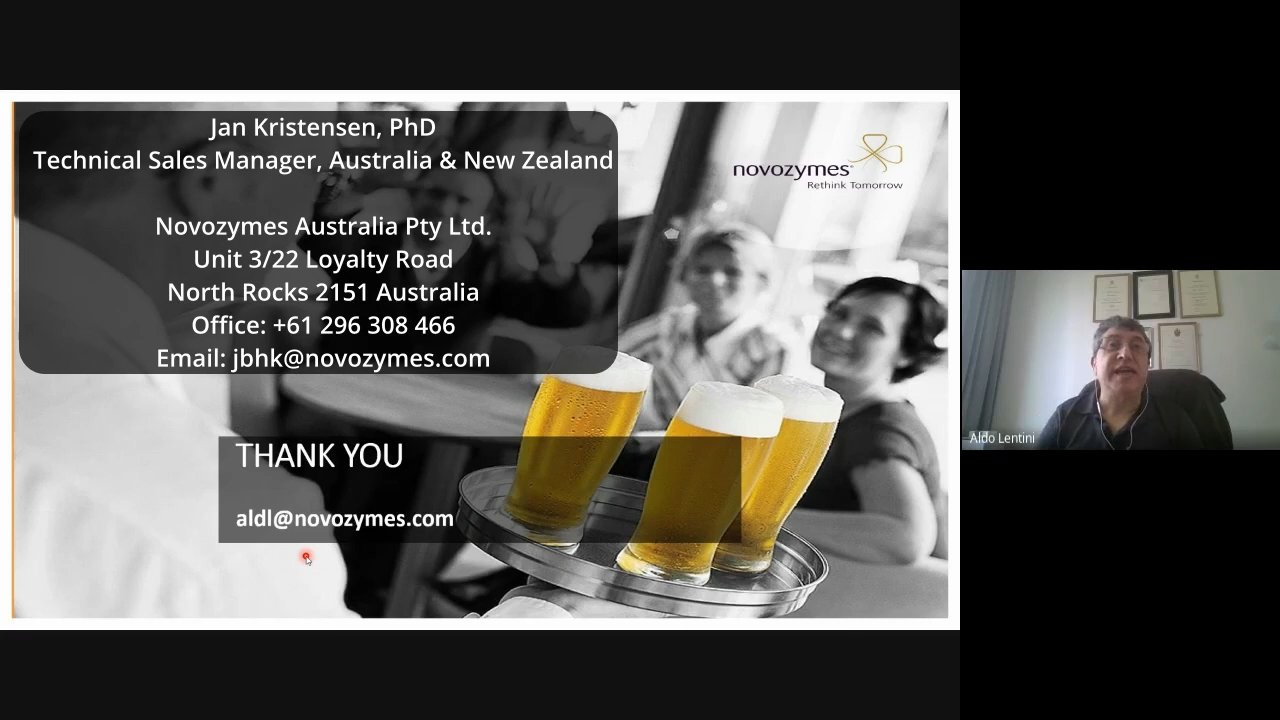 Jan Kristensen, PhD
Technical Sales Manager, Australia & New Zealand
Novozymes Australia Pty Ltd.
Unit 3/22 Loyalty Road
North Rocks 2151 Australia
Office: +61 296 308 466
Email: jbhk@novozymes.com
novozymes
Rethink Tomorrow
THANK YOU
aldl@novozymes.com
Aldo Lentini